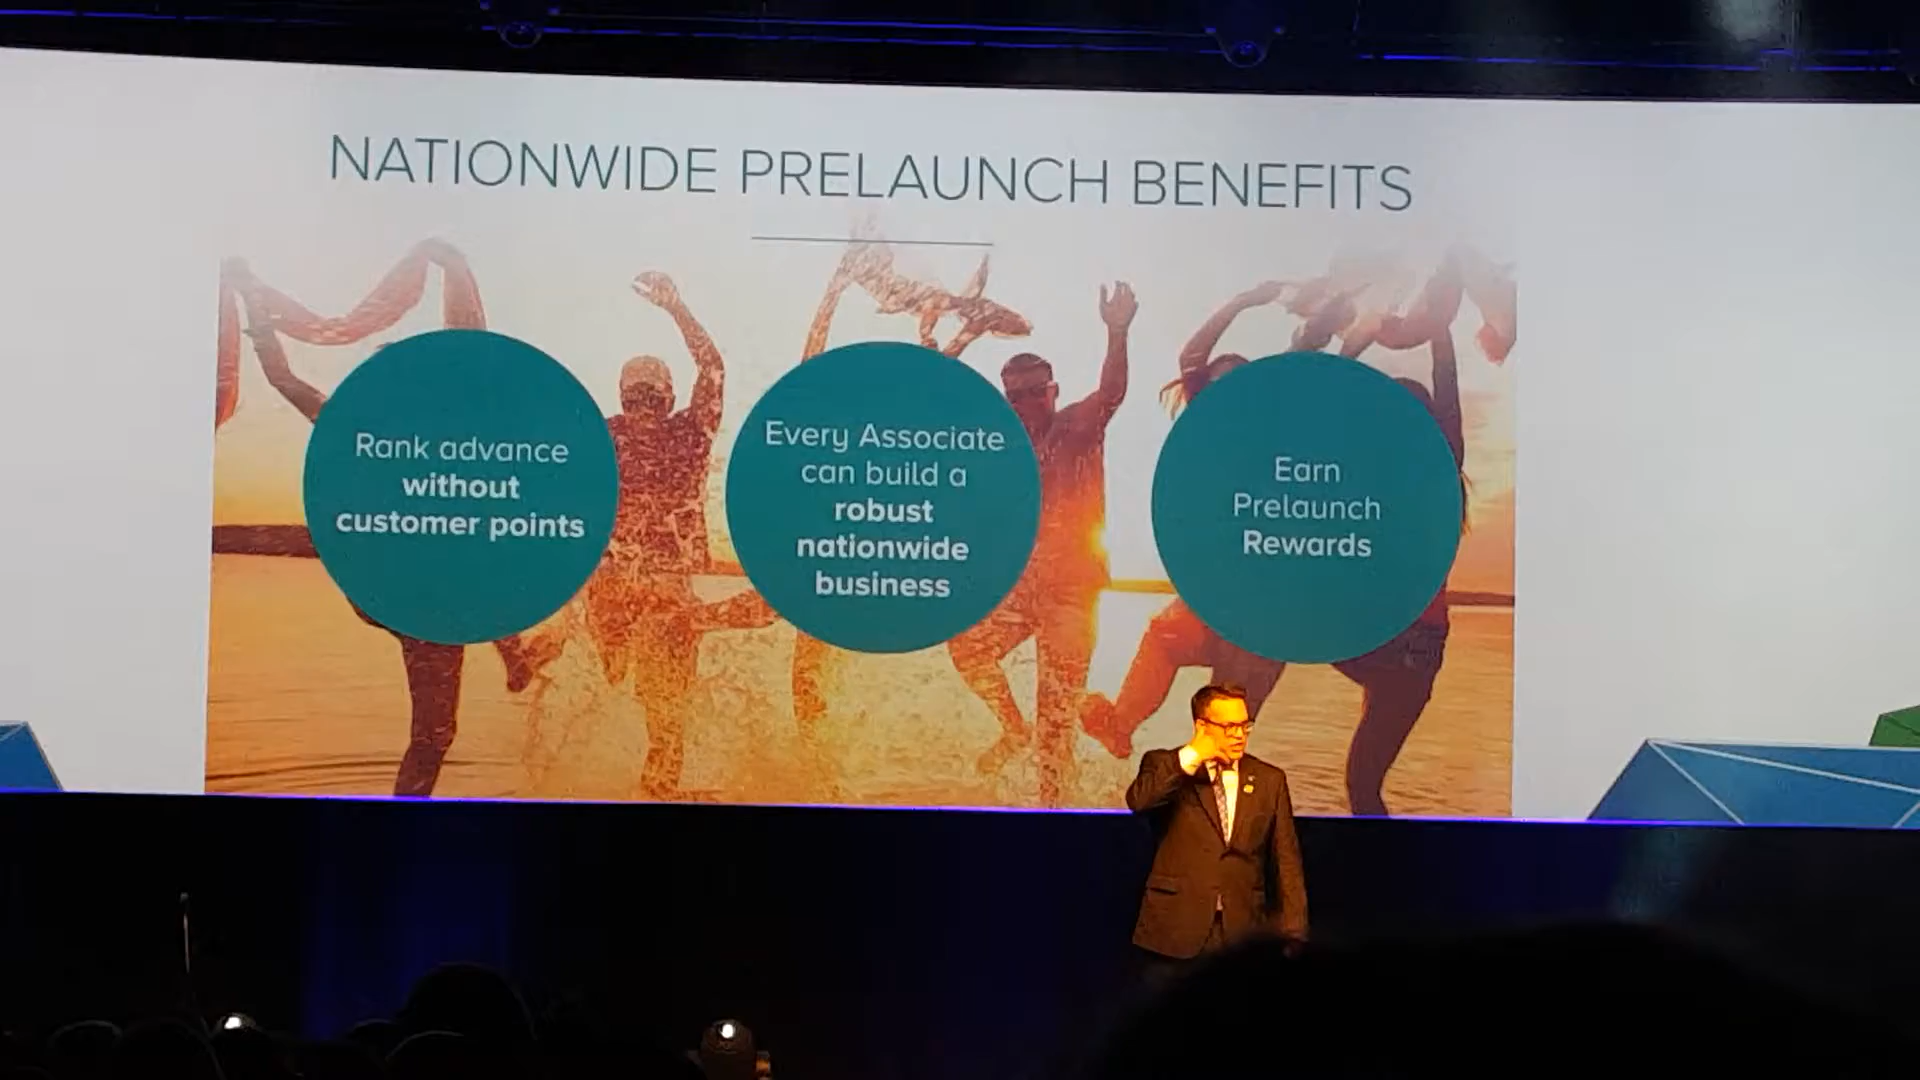 NATIONWIDE PRELAUNCH BENEFITS
Rank advance
without
customer points
Every Associate
can build a
robust
nationwide
business
Earn
Prelaunch
Rewards